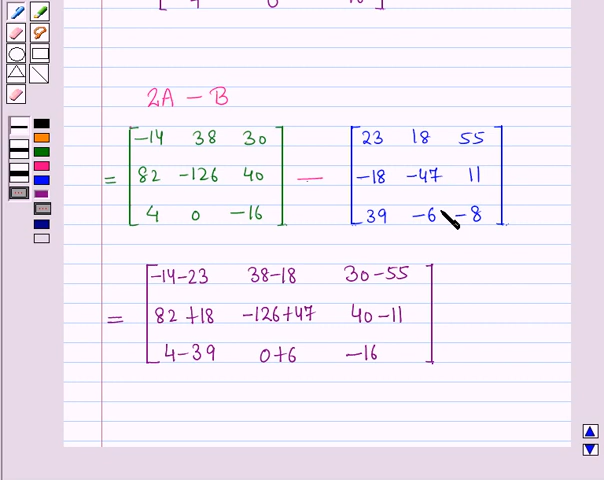 2A - B
= [ -14 38 30 ] - [ 23 18 55 ]
82 -126 40 -18 -47 11
4 0 -16 39 -6 -8
= [ -14-23 38-18 30-55 ]
82+18 -126+47 40-11
4-39 0+6 -16